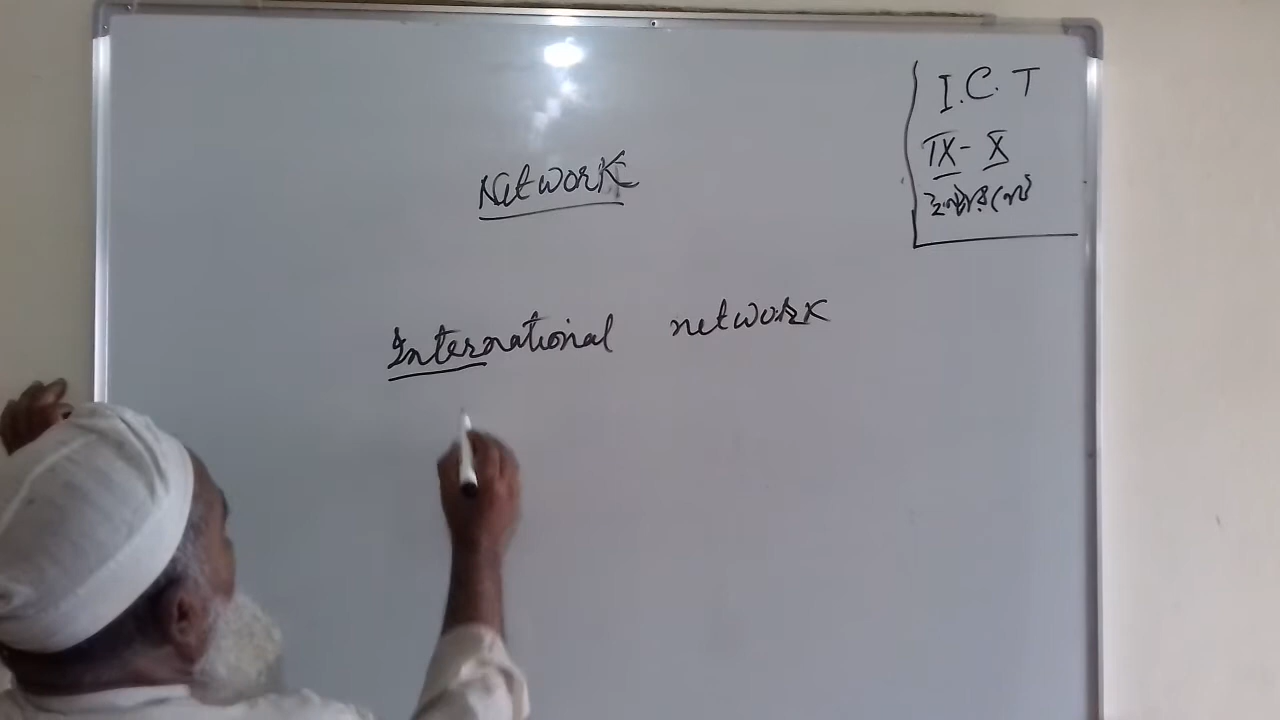 I.C.T
IX - X
Network
International network